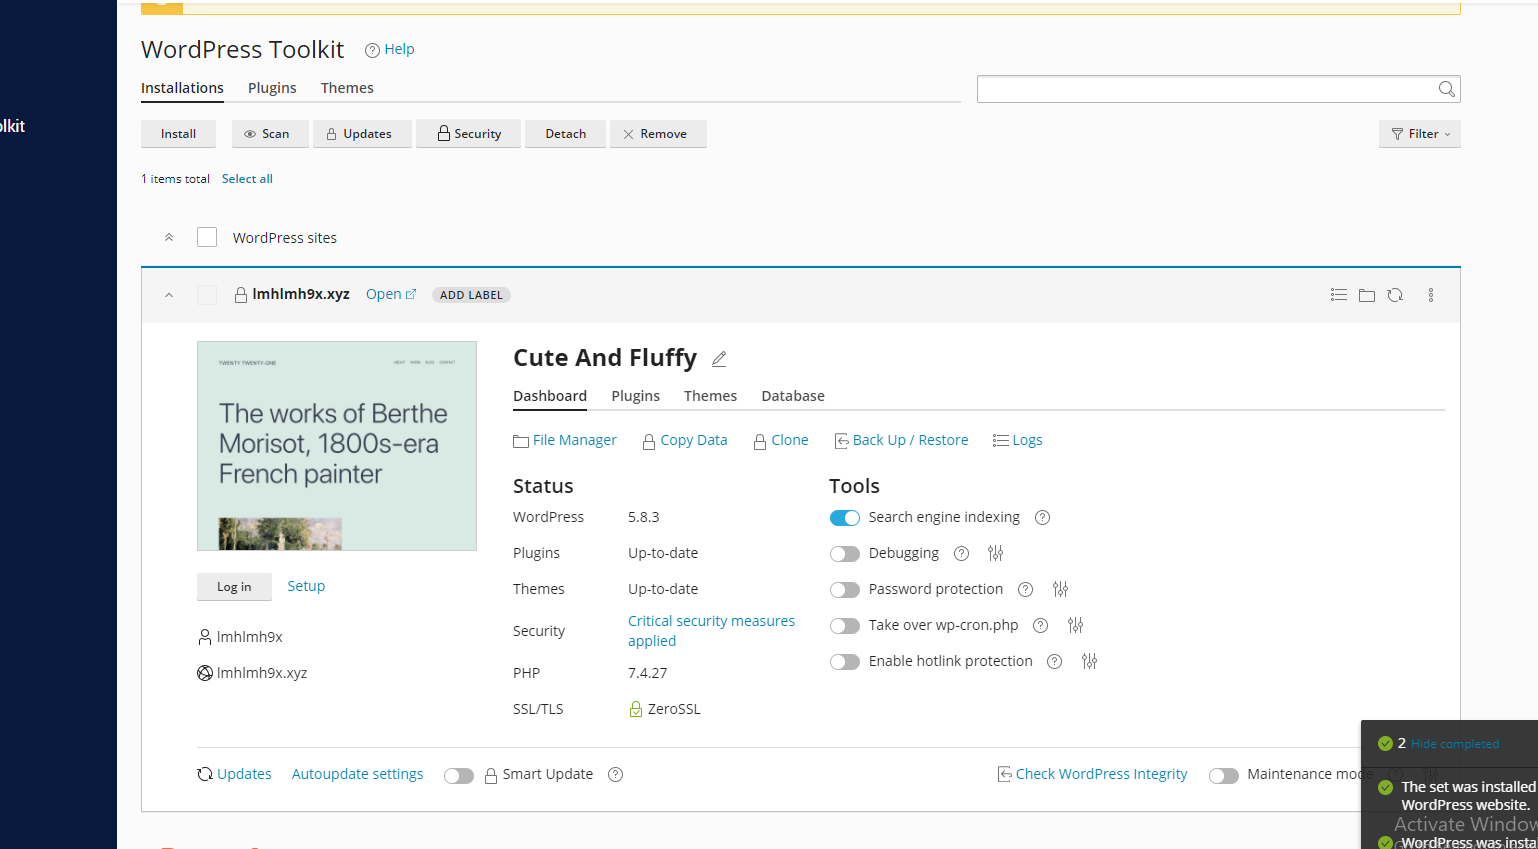 WordPress Toolkit
Help
olkit
Installations
Plugins
Themes
Install
Scan
Updates
Security
Detach
Remove
Filter
1 items total
Select all
WordPress sites
lmhlmh9x.xyz
Open
ADD LABEL
TWENTY TWENTY-ONE
ABOUT WORK BLOG CONTACT
The works of Berthe
Morisot, 1800s-era
French painter
Cute And Fluffy
Dashboard
Plugins
Themes
Database
File Manager
Copy Data
Clone
Back Up / Restore
Logs
Status
WordPress 5.8.3
Plugins Up-to-date
Themes Up-to-date
Security Critical security measures
applied
PHP 7.4.27
SSL/TLS ZeroSSL
Tools
Search engine indexing
Debugging
Password protection
Take over wp-cron.php
Enable hotlink protection
Log in
Setup
lmhlmh9x
lmhlmh9x.xyz
Updates
Autoupdate settings
Smart Update
Check WordPress Integrity
Maintenance mode
2 Hide completed
The set was installed
WordPress website.
Activate Window
WordPress was instal